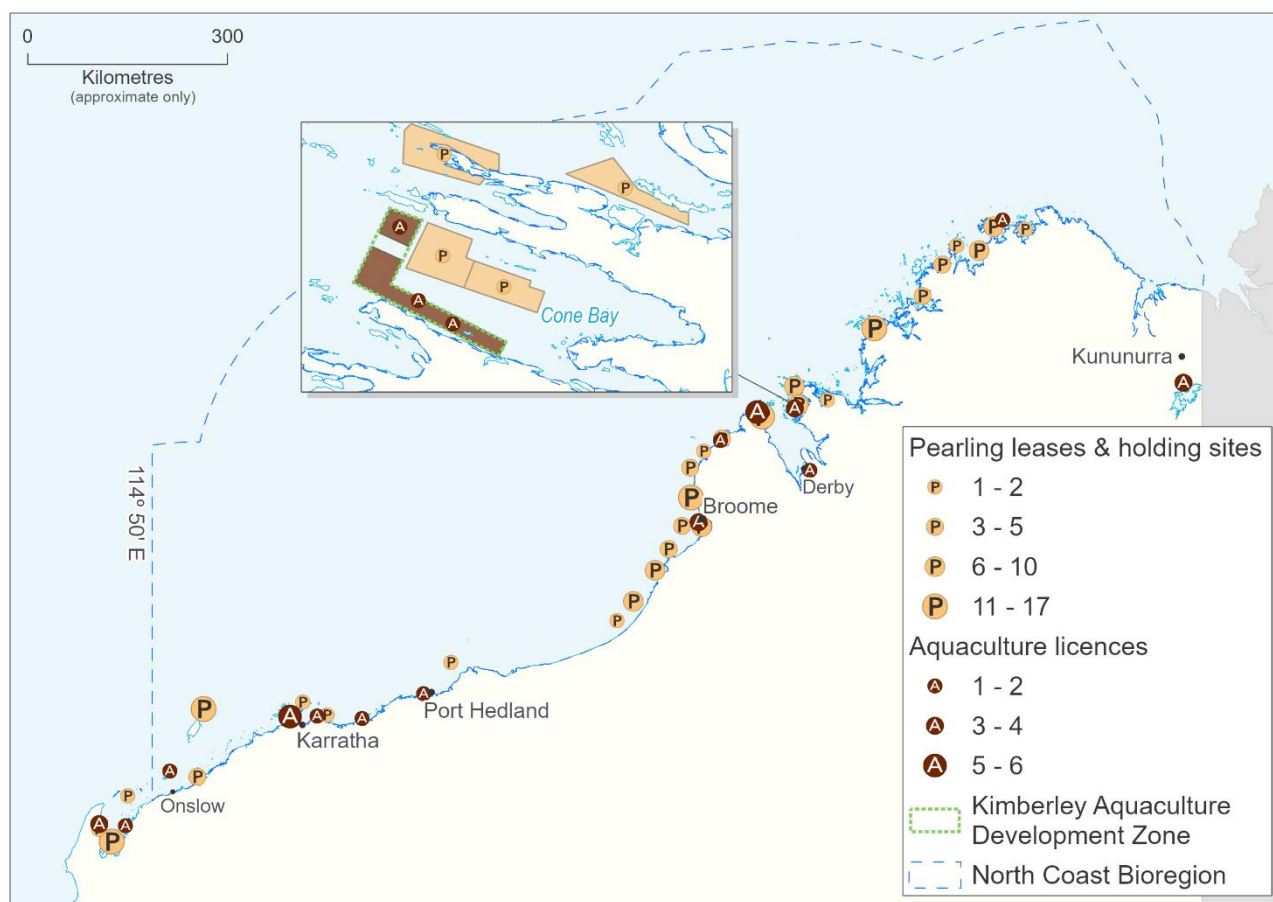 0 300
Kilometres
(approximate only)
P
P
A
P
P
A
A
Cone Bay
A
P
P
P
P
P
P
P
P
Kununurra
A
P
P
P
A
P
A
A
P
P
P
A
Derby
P
Broome
P
A
P
P
P
P
P
P
A
Port Hedland
P
P
A
A
P
A
Karratha
114° 50' E
A
P
Onslow
P
A
A
P
Pearling leases & holding sites
P 1 - 2
P 3 - 5
P 6 - 10
P 11 - 17
Aquaculture licences
A 1 - 2
A 3 - 4
A 5 - 6
Kimberley Aquaculture
Development Zone
North Coast Bioregion